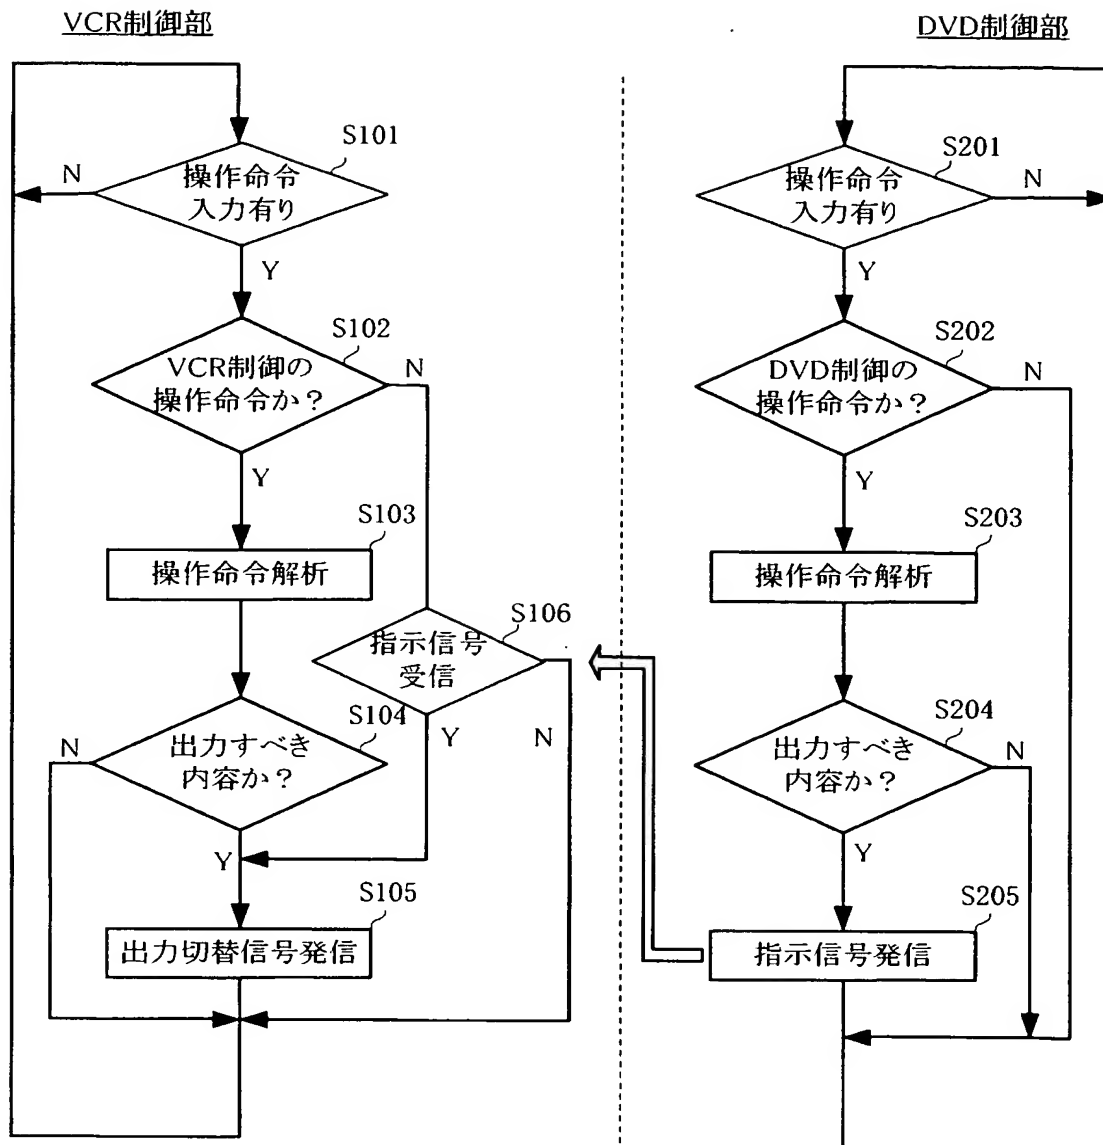 VCR制御部
S101
操作命令
入力有り
N
Y
S102
VCR制御の
操作命令か？
N
Y
S103
操作命令解析
S106
指示信号
受信
Y
N
S104
出力すべき
内容か？
N
Y
S105
出力切替信号発信
DVD制御部
S201
操作命令
入力有り
N
Y
S202
DVD制御の
操作命令か？
N
Y
S203
操作命令解析
S204
出力すべき
内容か？
N
Y
S205
指示信号発信